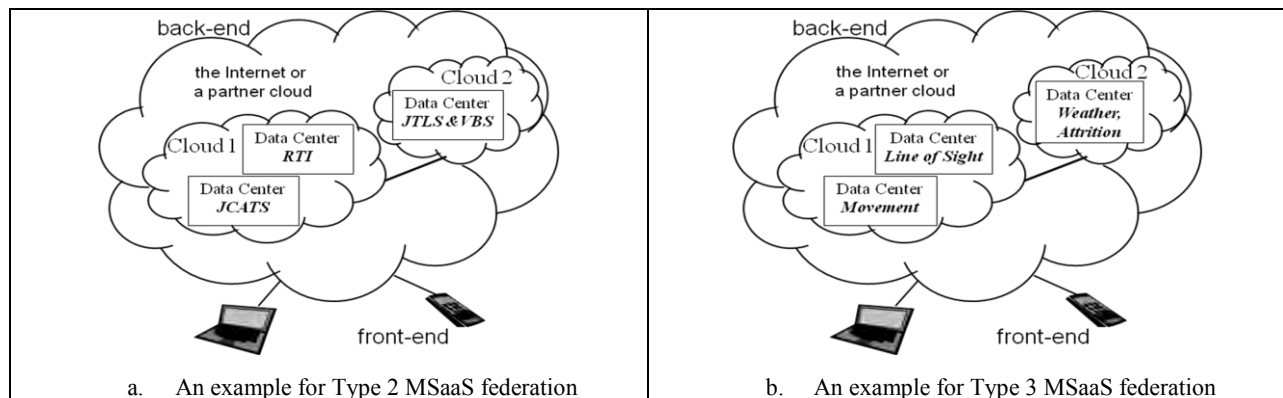 back-end
the Internet or
a partner cloud
Cloud 2
Data Center
JTLS &VBS
Cloud 1
Data Center
RTI
Data Center
JCATS
front-end
a. An example for Type 2 MSaaS federation
back-end
the Internet or
a partner cloud
Cloud 2
Data Center
Weather,
Attrition
Cloud 1
Data Center
Line of Sight
Data Center
Movement
front-end
b. An example for Type 3 MSaaS federation